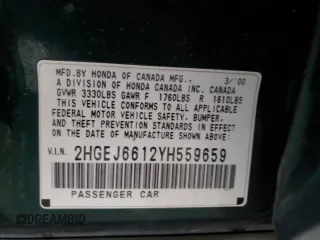 MFD.BY HONDA OF CANADA MFG., 3/00
A DIVISION OF HONDA CANADA INC. CANADA
GVWR 3330LBS GAWR F 1760LBS R 1610LBS
THIS VEHICLE CONFORMS TO ALL APPLICABLE
FEDERAL MOTOR VEHICLE SAFETY, BUMPER,
AND THEFT PREVENTION STANDARDS IN EFFECT ON
THE DATE OF MANUFACTURE SHOWN ABOVE.
V.I.N. 2HGEJ6612YH559659
PASSENGER CAR
DREAMBID